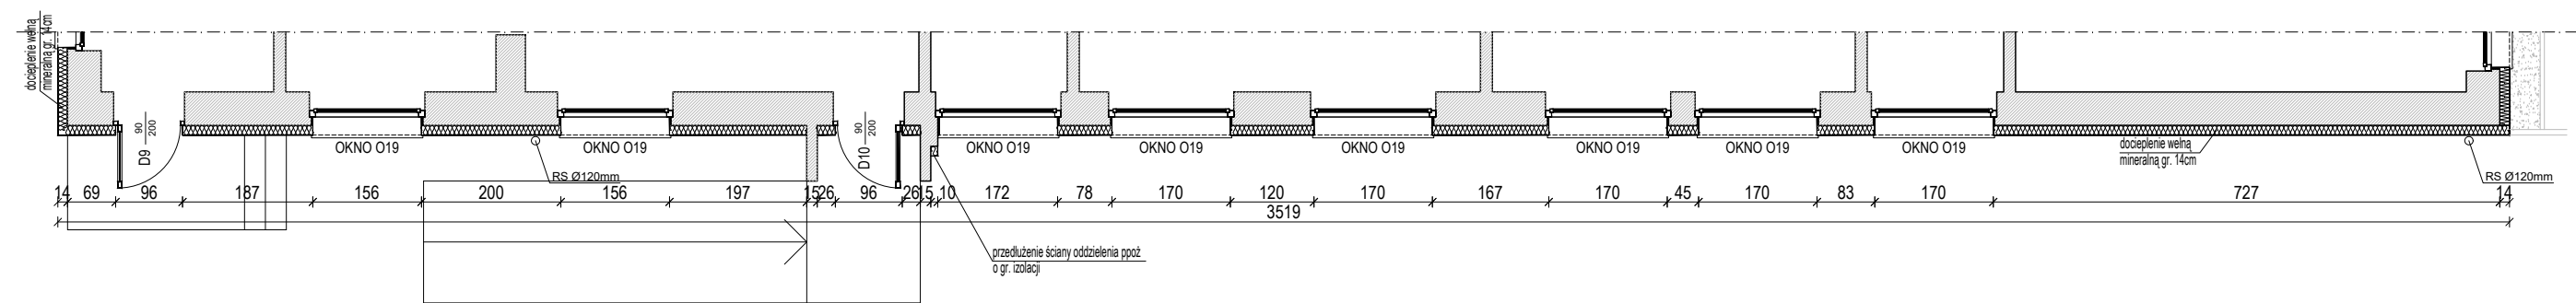 docieplenie wełną
mineralną gr. 14cm
D9 90/200
OKNO O19
OKNO O19
D10 90/200
OKNO O19
OKNO O19
OKNO O19
OKNO O19
OKNO O19
OKNO O19
RS Ø120mm
docieplenie wełną
mineralną gr. 14cm
RS Ø120mm
14 69 96 187 156 200 156 197 15 26 96 26 15 10 172 78 170 120 170 167 170 45 170 83 170 727 14
3519
przedłużenie ściany oddzielenia ppoż
o gr. izolacji